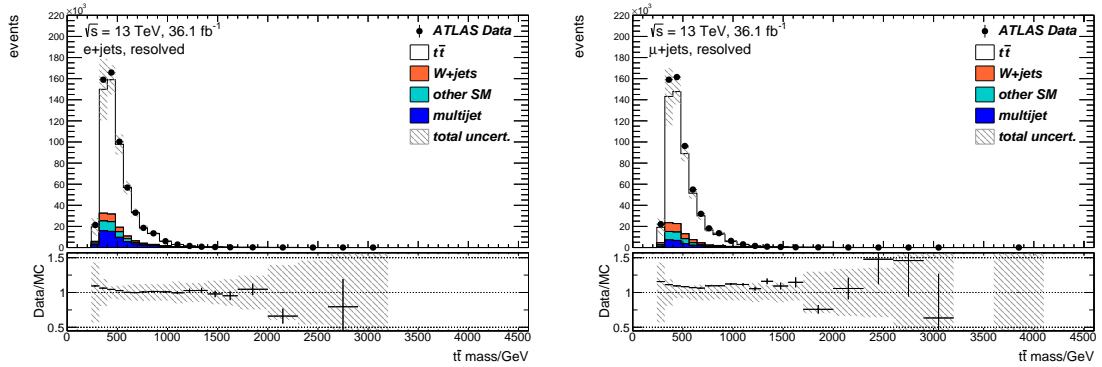 ×10³
√s = 13 TeV, 36.1 fb⁻¹
e+jets, resolved
events
220
200
180
160
140
120
100
80
60
40
20
0
ATLAS Data
tt̄
W+jets
other SM
multijet
total uncert.
Data/MC
1.5
1
0.5
0 500 1000 1500 2000 2500 3000 3500 4000 4500
tt̄ mass/GeV
×10³
√s = 13 TeV, 36.1 fb⁻¹
μ+jets, resolved
events
220
200
180
160
140
120
100
80
60
40
20
0
ATLAS Data
tt̄
W+jets
other SM
multijet
total uncert.
Data/MC
1.5
1
0.5
0 500 1000 1500 2000 2500 3000 3500 4000 4500
tt̄ mass/GeV